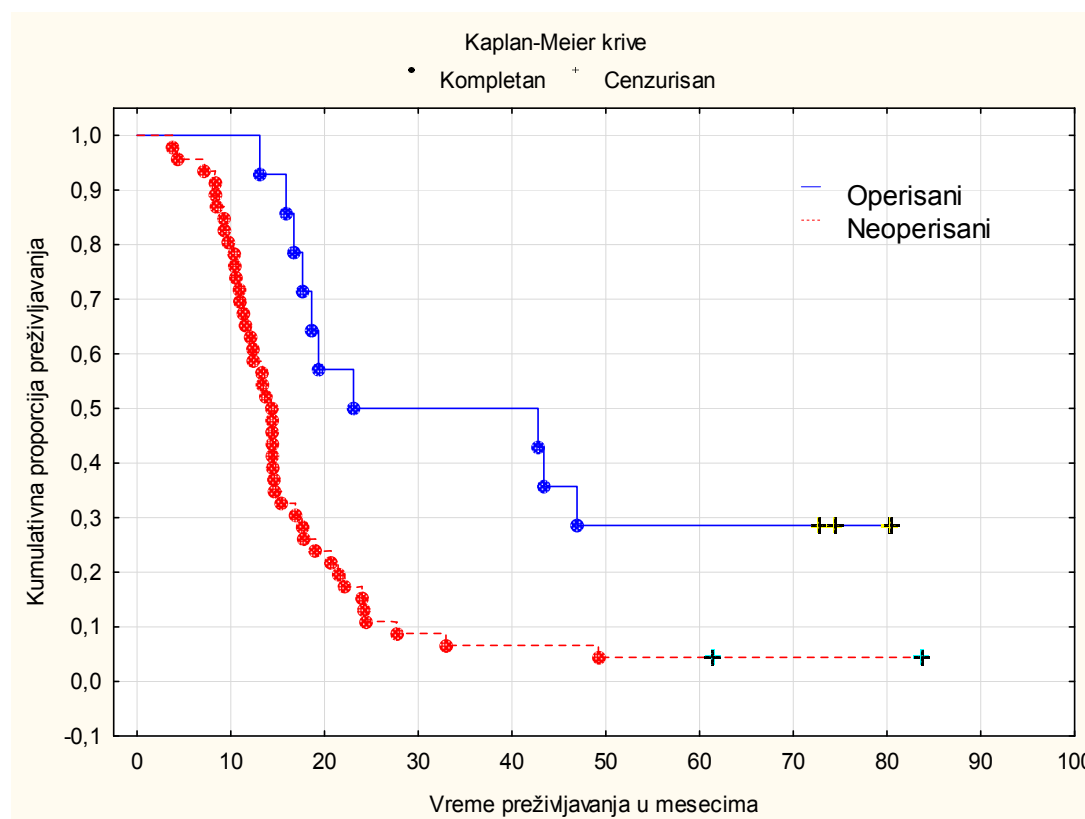 Kaplan-Meier krive
Kompletan Cenzurisan
Operisani
Neoperisani
Kumulativna proporcija preživljavanja
1,0
0,9
0,8
0,7
0,6
0,5
0,4
0,3
0,2
0,1
0,0
-0,1
0 10 20 30 40 50 60 70 80 90 100
Vreme preživljavanja u mesecima